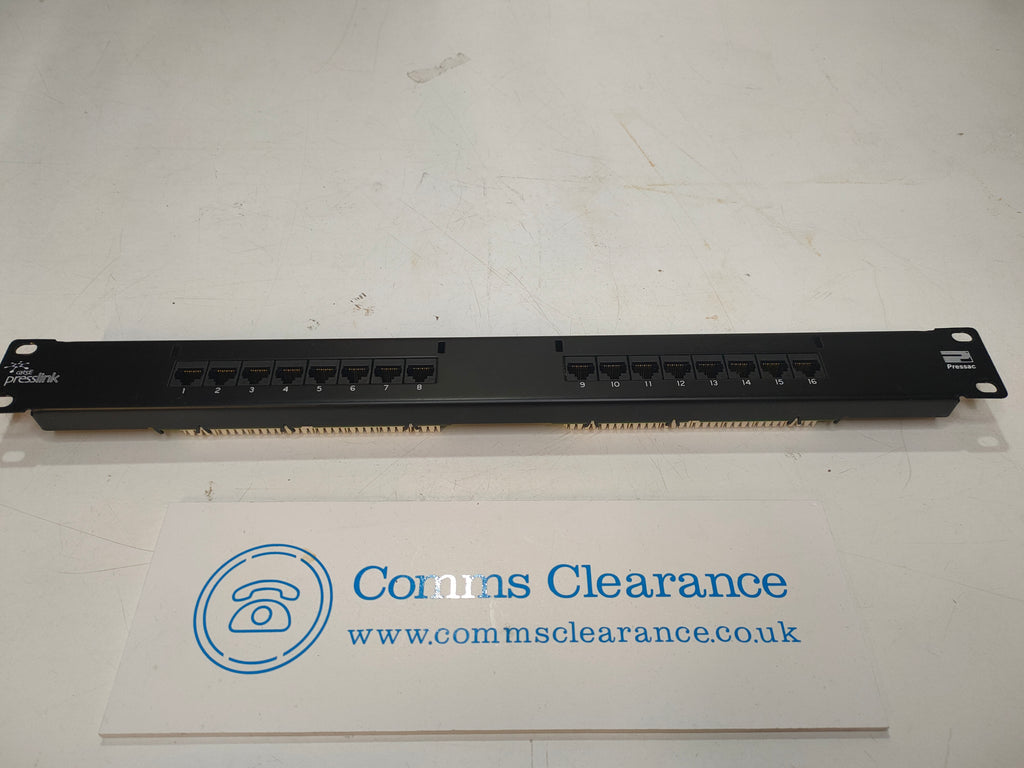 cat5E
presslink
1 2 3 4 5 6 7 8
9 10 11 12 13 14 15 16
Pressac
Comms Clearance
www.commsclearance.co.uk